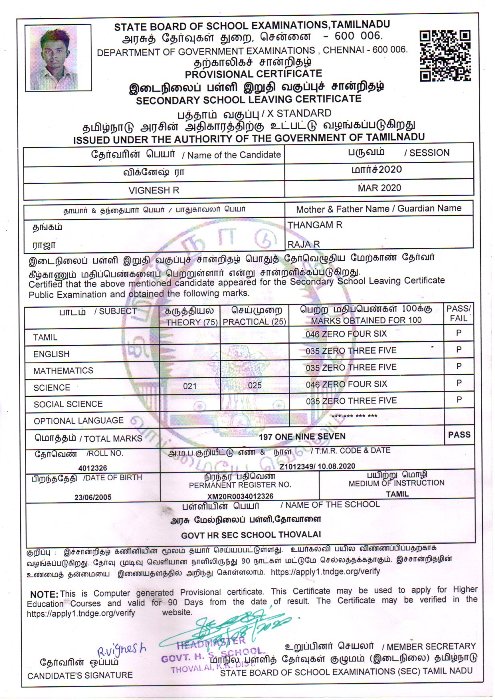 STATE BOARD OF SCHOOL EXAMINATIONS,TAMILNADU
அரசுத் தேர்வுகள் துறை, சென்னை - 600 006.
DEPARTMENT OF GOVERNMENT EXAMINATIONS , CHENNAI - 600 006.
தற்காலிகச் சான்றிதழ்
PROVISIONAL CERTIFICATE
இடைநிலைப் பள்ளி இறுதி வகுப்புச் சான்றிதழ்
SECONDARY SCHOOL LEAVING CERTIFICATE
பத்தாம் வகுப்பு / X STANDARD
தமிழ்நாடு அரசின் அதிகாரத்திற்கு உட்பட்டு வழங்கப்படுகிறது
ISSUED UNDER THE AUTHORITY OF THE GOVERNMENT OF TAMILNADU
தேர்வரின் பெயர் / Name of the Candidate பருவம் / SESSION
விக்னேஷ் ரா மார்ச்2020
VIGNESH R MAR 2020
தாயார் & தந்தையார் பெயர் / பாதுகாவலர் பெயர் Mother & Father Name / Guardian Name
தங்கம் THANGAM R
ராஜா RAJA R
இடைநிலைப் பள்ளி இறுதி வகுப்புச் சான்றிதழ் பொதுத் தேர்வெழுதிய மேற்காண் தேர்வர்
கீழ்காணும் மதிப்பெண்களைப் பெற்றுள்ளார் என்று சான்றளிக்கப்படுகிறது.
Certified that the above mentioned candidate appeared for the Secondary School Leaving Certificate
Public Examination and obtained the following marks.
பாடம் / SUBJECT கருத்தியல் THEORY (75) செய்முறை PRACTICAL (25) பெற்ற மதிப்பெண்கள் 100க்கு MARKS OBTAINED FOR 100 PASS/ FAIL
TAMIL 046 ZERO FOUR SIX P
ENGLISH 035 ZERO THREE FIVE P
MATHEMATICS 035 ZERO THREE FIVE P
SCIENCE 021 025 046 ZERO FOUR SIX P
SOCIAL SCIENCE 035 ZERO THREE FIVE P
OPTIONAL LANGUAGE *** *** *** ***
மொத்தம் / TOTAL MARKS 197 ONE NINE SEVEN PASS
தேர்வெண் /ROLL NO. அ.ம.ப.குறியீட்டு எண் & நாள் / T.M.R. CODE & DATE
4012326 Z1012349/ 10.08.2020
பிறந்ததேதி / DATE OF BIRTH நிரந்தர பதிவெண் PERMANENT REGISTER NO. பயிற்று மொழி MEDIUM OF INSTRUCTION
23/06/2005 XM20R0034012326 TAMIL
பள்ளியின் பெயர் / NAME OF THE SCHOOL
அரசு மேல்நிலைப் பள்ளி,தோவாளை
GOVT HR SEC SCHOOL THOVALAI
குறிப்பு : இச்சான்றிதழ் கணினியின் மூலம் தயார் செய்யப்பட்டுள்ளது. உயர்கல்வி பயில விண்ணப்பிப்பதற்காக
வழங்கப்படுகிறது. தேர்வு முடிவு வெளியான நாளிலிருந்து 90 நாட்கள் மட்டுமே செல்லத்தக்கதாகும். இச்சான்றிதழின்
உண்மைத் தன்மையை இணையதளத்தில் அறிந்து கொள்ளலாம். https://apply1.tndge.org/verify
NOTE: This is Computer generated Provisional certificate. This Certificate may be used to apply for Higher
Education Courses and valid for 90 Days from the date of result. The Certificate may be verified in the
https://apply1.tndge.org/verify website.
R.Vignesh
HEADMASTER
GOVT. H. S. SCHOOL,
THOVALAI, K.K. DIST.
தேர்வரின் ஒப்பம்
CANDIDATE'S SIGNATURE
உறுப்பினர் செயலர் / MEMBER SECRETARY
மாநில பள்ளித் தேர்வுகள் குழுமம் (இடைநிலை) தமிழ்நாடு
STATE BOARD OF SCHOOL EXAMINATIONS (SEC) TAMIL NADU